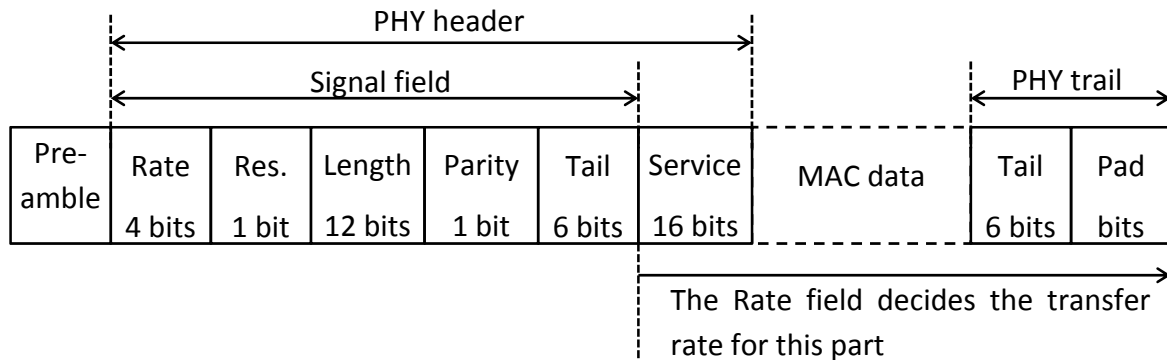 PHY header
Signal field
PHY trail
Pre-
amble
Rate
4 bits
Res.
1 bit
Length
12 bits
Parity
1 bit
Tail
6 bits
Service
16 bits
MAC data
Tail
6 bits
Pad
bits
The Rate field decides the transfer
rate for this part